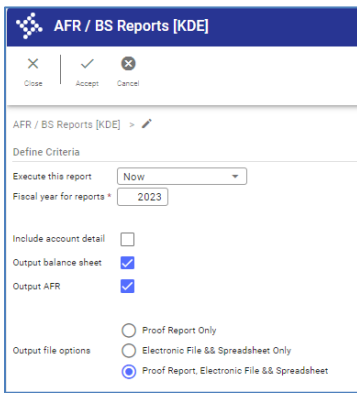 AFR / BS Reports [KDE]
Close Accept Cancel
AFR / BS Reports [KDE] >
Define Criteria
Execute this report Now
Fiscal year for reports * 2023
Include account detail
Output balance sheet
Output AFR
Proof Report Only
Output file options Electronic File && Spreadsheet Only
Proof Report, Electronic File && Spreadsheet